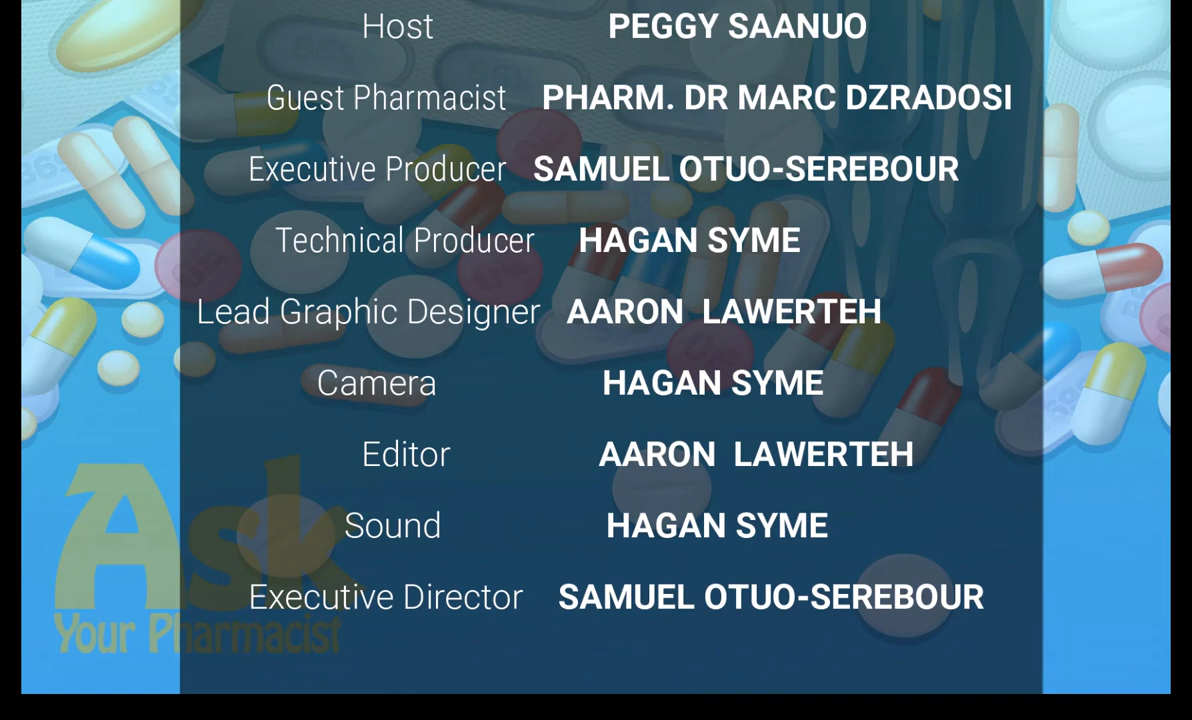 Host PEGGY SAANUO
Guest Pharmacist PHARM. DR MARC DZRADOSI
Executive Producer SAMUEL OTUO-SEREBOUR
Technical Producer HAGAN SYME
Lead Graphic Designer AARON LAWERTEH
Camera HAGAN SYME
Editor AARON LAWERTEH
Sound HAGAN SYME
Executive Director SAMUEL OTUO-SEREBOUR
Ask
Your Pharmacist